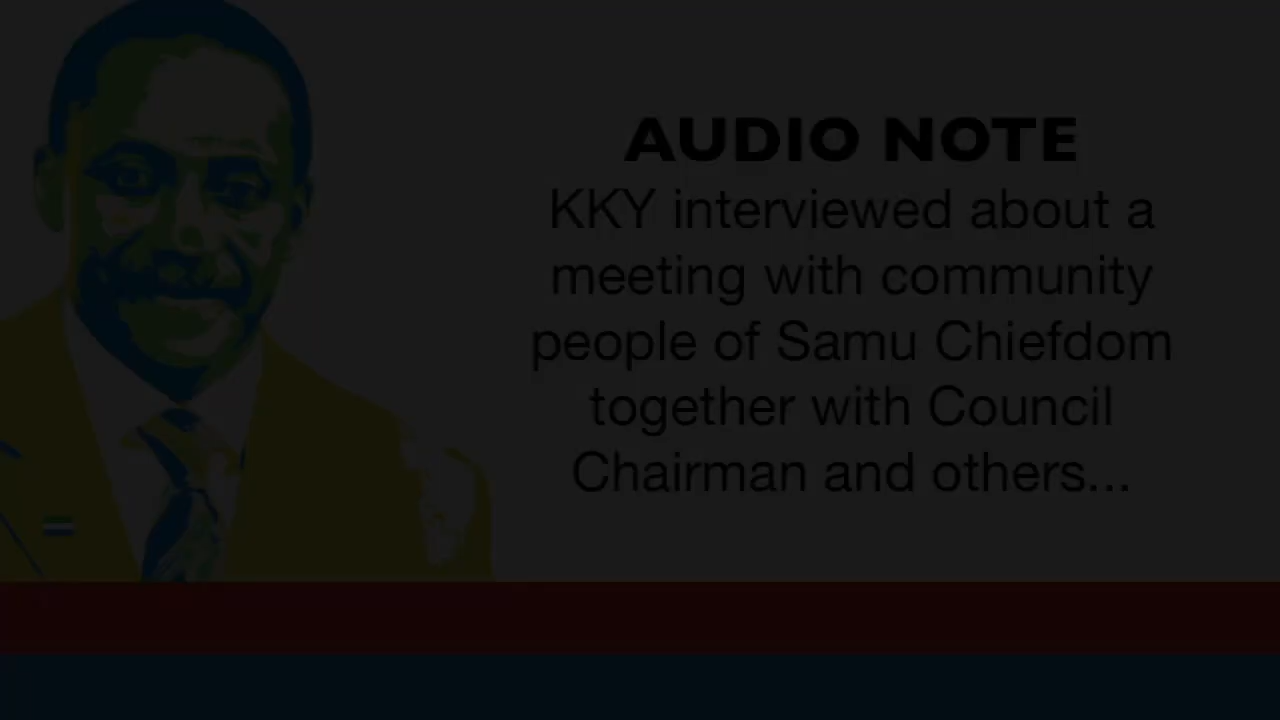 AUDIO NOTE
KKY interviewed about a
meeting with community
people of Samu Chiefdom
together with Council
Chairman and others...